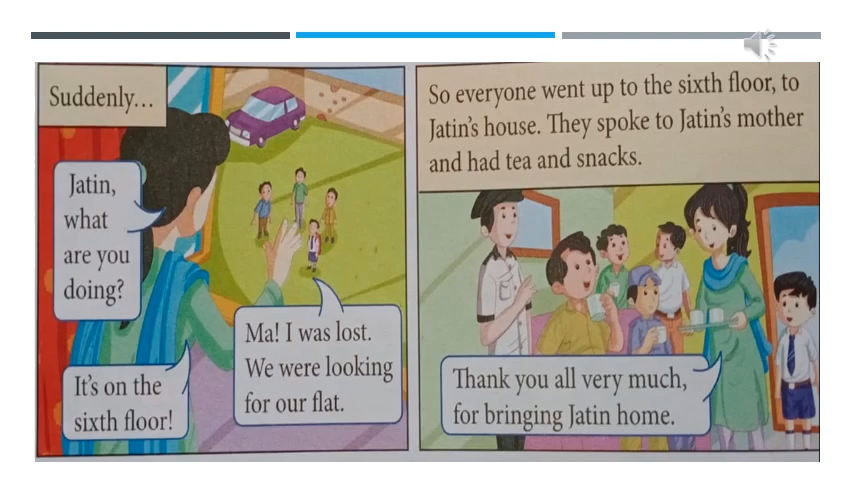 Suddenly…
Jatin,
what
are you
doing?
Ma! I was lost.
We were looking
for our flat.
It's on the
sixth floor!
So everyone went up to the sixth floor, to
Jatin's house. They spoke to Jatin's mother
and had tea and snacks.
Thank you all very much,
for bringing Jatin home.